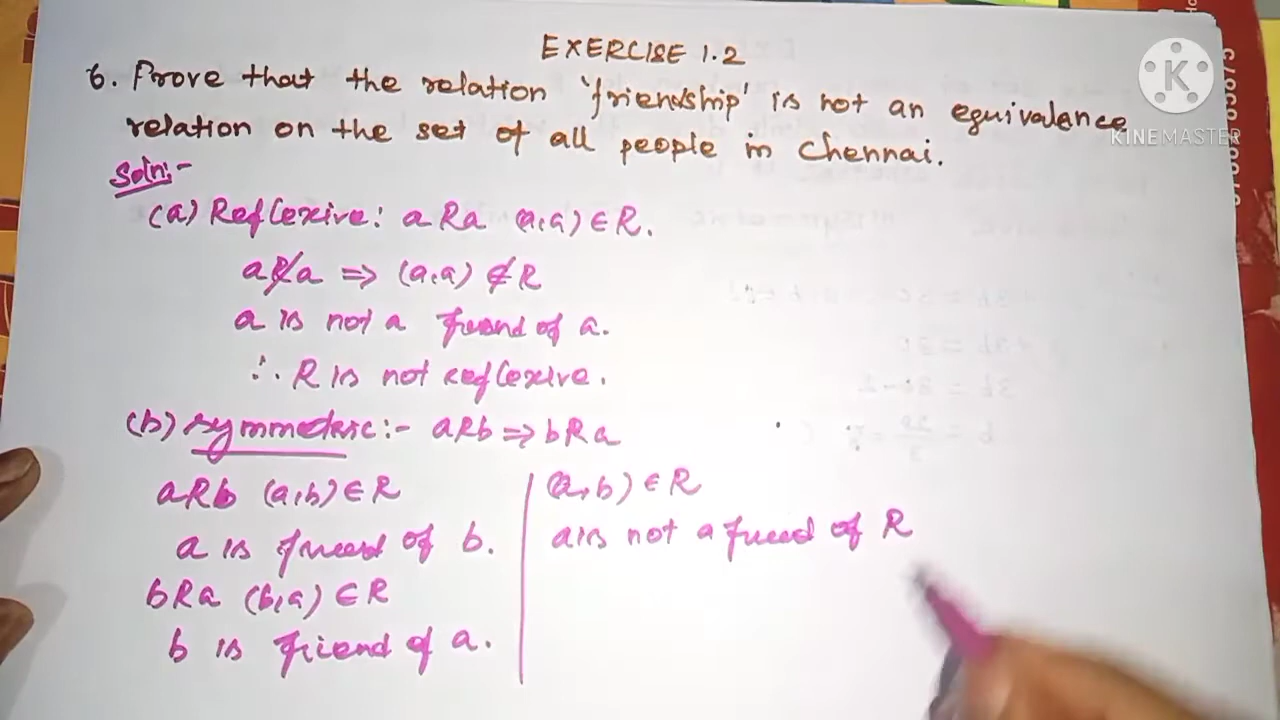 EXERCISE 1.2
6. Prove that the relation 'friendship' is not an equivalence
relation on the set of all people in Chennai.
K
KINEMASTER
Soln:-
(a) Reflexive: aRa (a,a) ∈ R.
aR̸a ⇒ (a,a) ∉ R
a is not a friend of a.
∴ R is not reflexive.
(b) Symmetric:- aRb ⇒ bRa
aRb (a,b) ∈ R
a is friend of b.
bRa (b,a) ∈ R
b is friend of a.
(a,b) ∈ R
a is not a friend of R